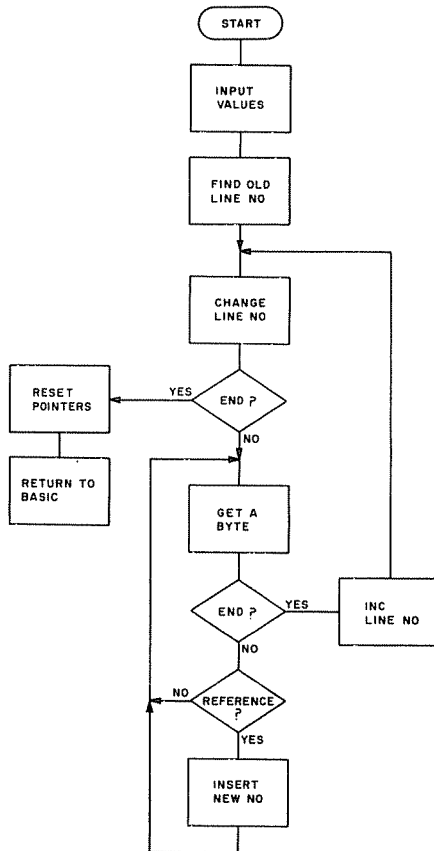 START
INPUT
VALUES
FIND OLD
LINE NO
CHANGE
LINE NO
RESET
POINTERS
YES
END ?
NO
RETURN TO
BASIC
GET A
BYTE
END ?
YES
INC
LINE NO
NO
NO
REFERENCE
?
YES
INSERT
NEW NO